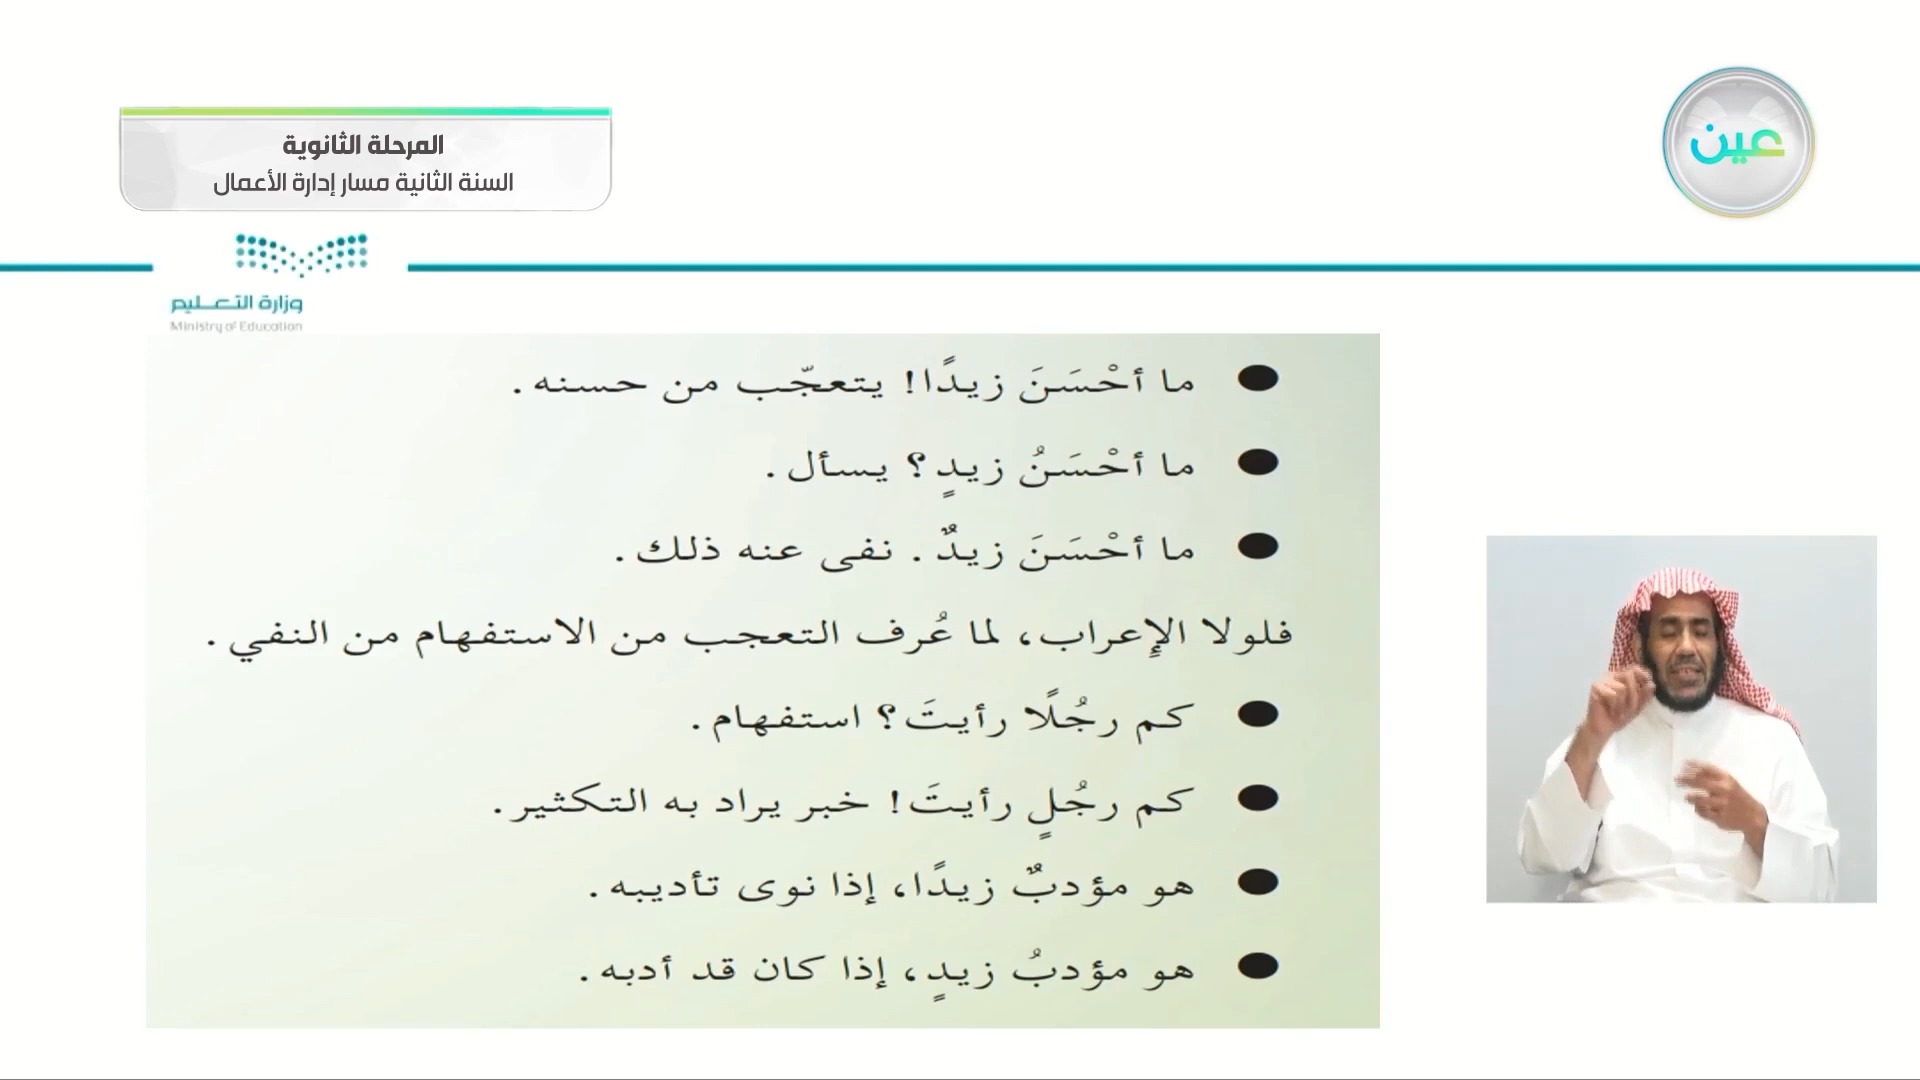 المرحلة الثانوية
السنة الثانية مسار إدارة الأعمال
عين
وزارة التعليم
Ministry of Education
● ما أحْسَنَ زيدًا! يتعجّب من حسنه.
● ما أحْسَنُ زيدٍ؟ يسأل.
● ما أحْسَنَ زيدٌ. نفى عنه ذلك.
فلولا الإِعراب، لما عُرف التعجب من الاستفهام من النفي.
● كم رجُلًا رأيتَ؟ استفهام.
● كم رجُلٍ رأيتَ! خبر يراد به التكثير.
● هو مؤدبٌ زيدًا، إذا نوى تأديبه.
● هو مؤدبُ زيدٍ، إذا كان قد أدبه.